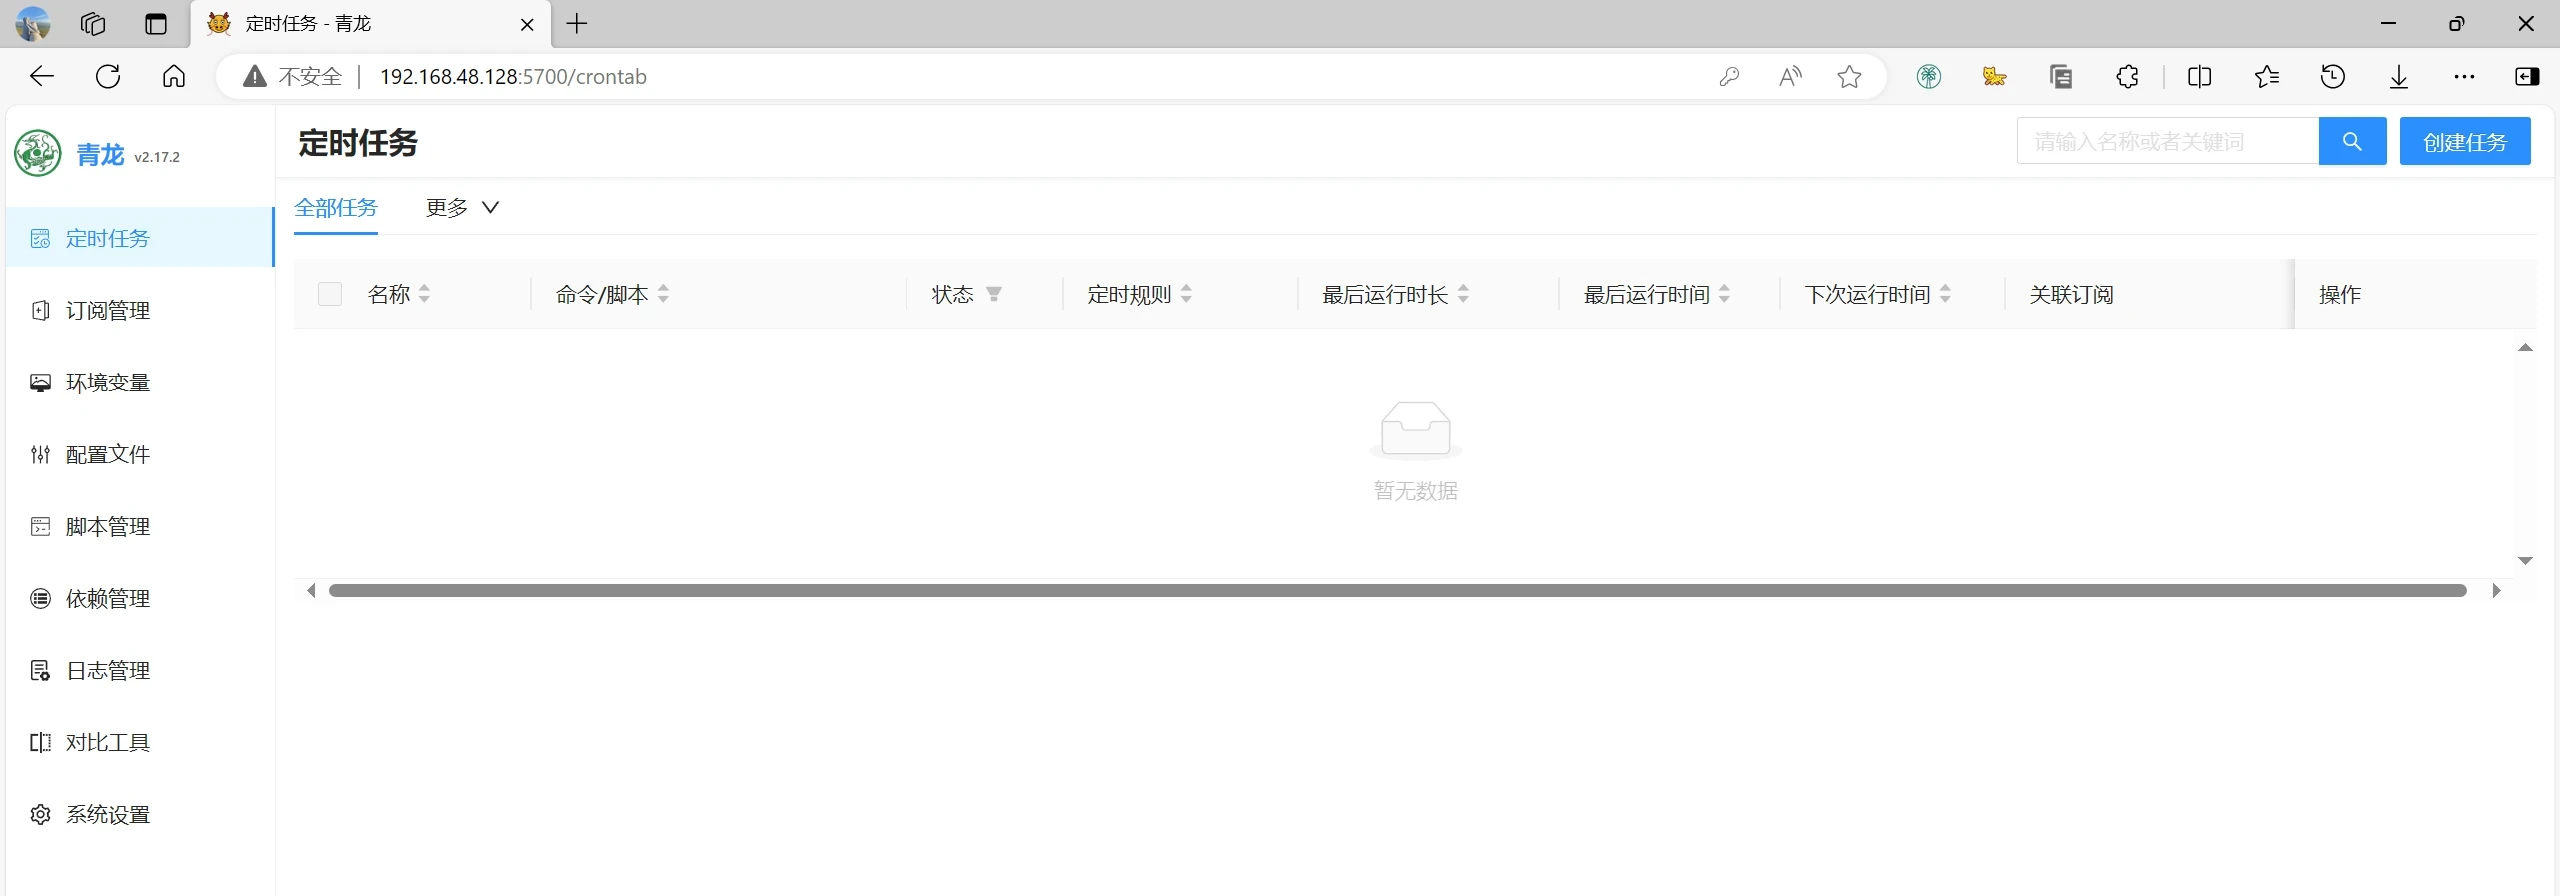 定时任务 - 青龙
不安全 192.168.48.128:5700/crontab
青龙 v2.17.2
定时任务
请输入名称或者关键词
创建任务
全部任务 更多
定时任务
订阅管理
环境变量
配置文件
脚本管理
依赖管理
日志管理
对比工具
系统设置
名称 命令/脚本 状态 定时规则 最后运行时长 最后运行时间 下次运行时间 关联订阅 操作
暂无数据